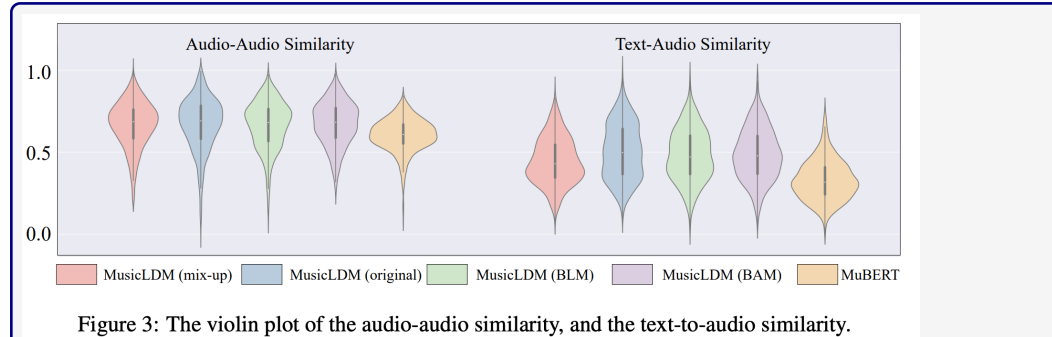 Audio-Audio Similarity Text-Audio Similarity
1.0
0.5
0.0
MusicLDM (mix-up) MusicLDM (original) MusicLDM (BLM) MusicLDM (BAM) MuBERT
Figure 3: The violin plot of the audio-audio similarity, and the text-to-audio similarity.